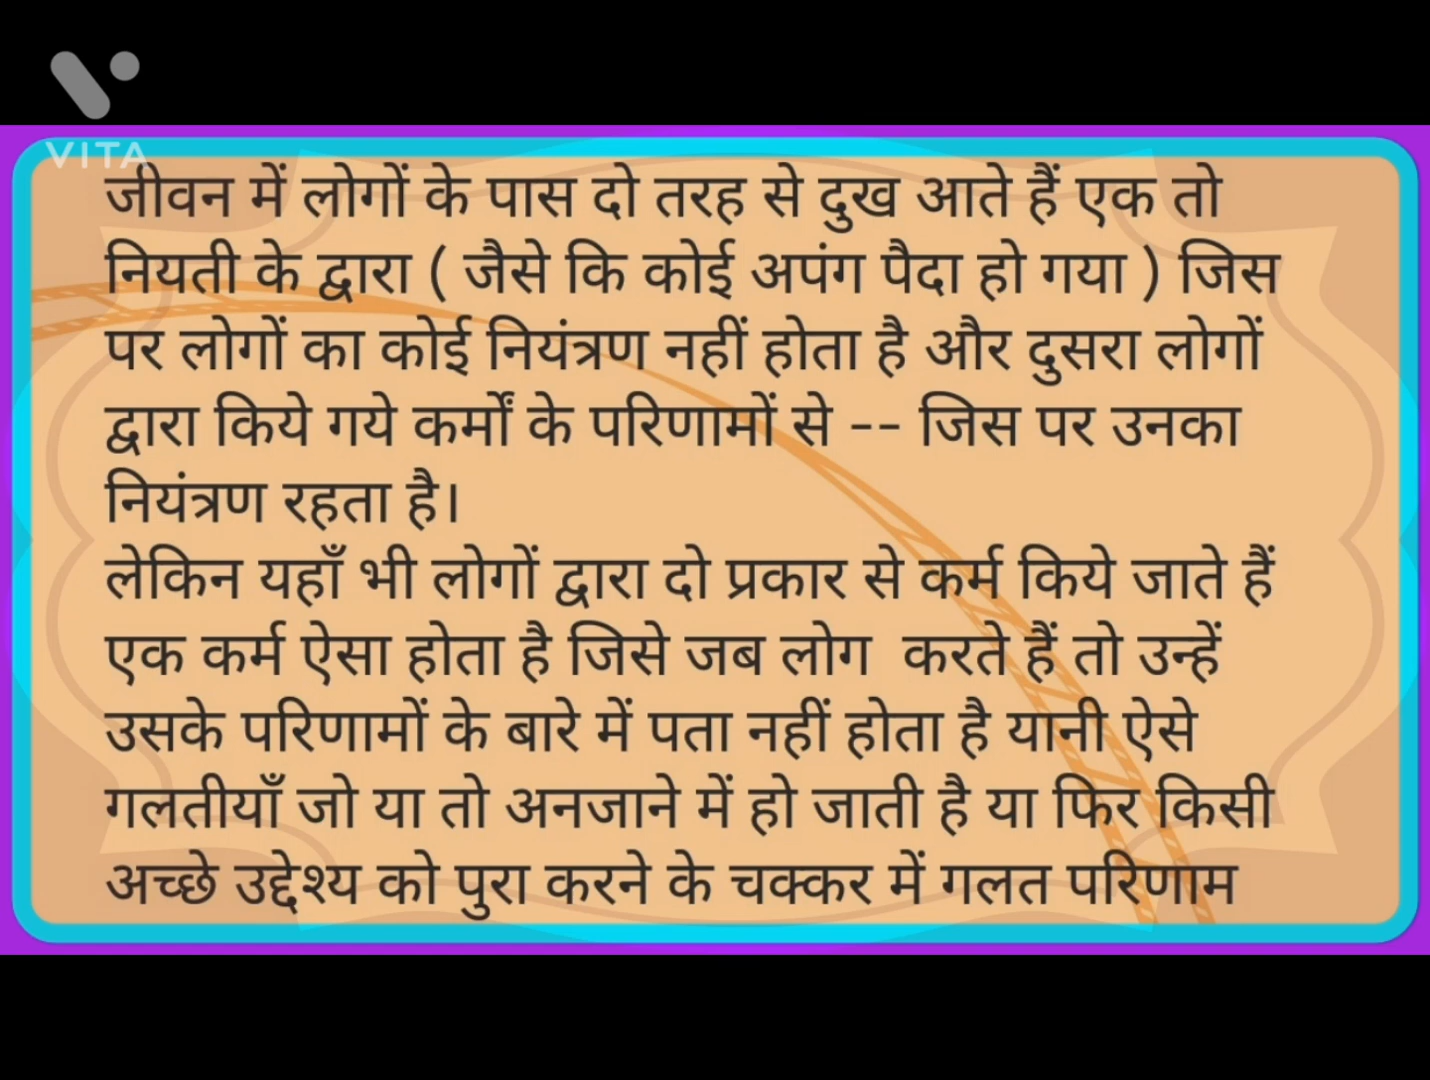 VITA
जीवन में लोगों के पास दो तरह से दुख आते हैं एक तो
नियती के द्वारा ( जैसे कि कोई अपंग पैदा हो गया ) जिस
पर लोगों का कोई नियंत्रण नहीं होता है और दुसरा लोगों
द्वारा किये गये कर्मों के परिणामों से -- जिस पर उनका
नियंत्रण रहता है।
लेकिन यहाँ भी लोगों द्वारा दो प्रकार से कर्म किये जाते हैं
एक कर्म ऐसा होता है जिसे जब लोग  करते हैं तो उन्हें
उसके परिणामों के बारे में पता नहीं होता है यानी ऐसे
गलतीयाँ जो या तो अनजाने में हो जाती है या फिर किसी
अच्छे उद्देश्य को पुरा करने के चक्कर में गलत परिणाम